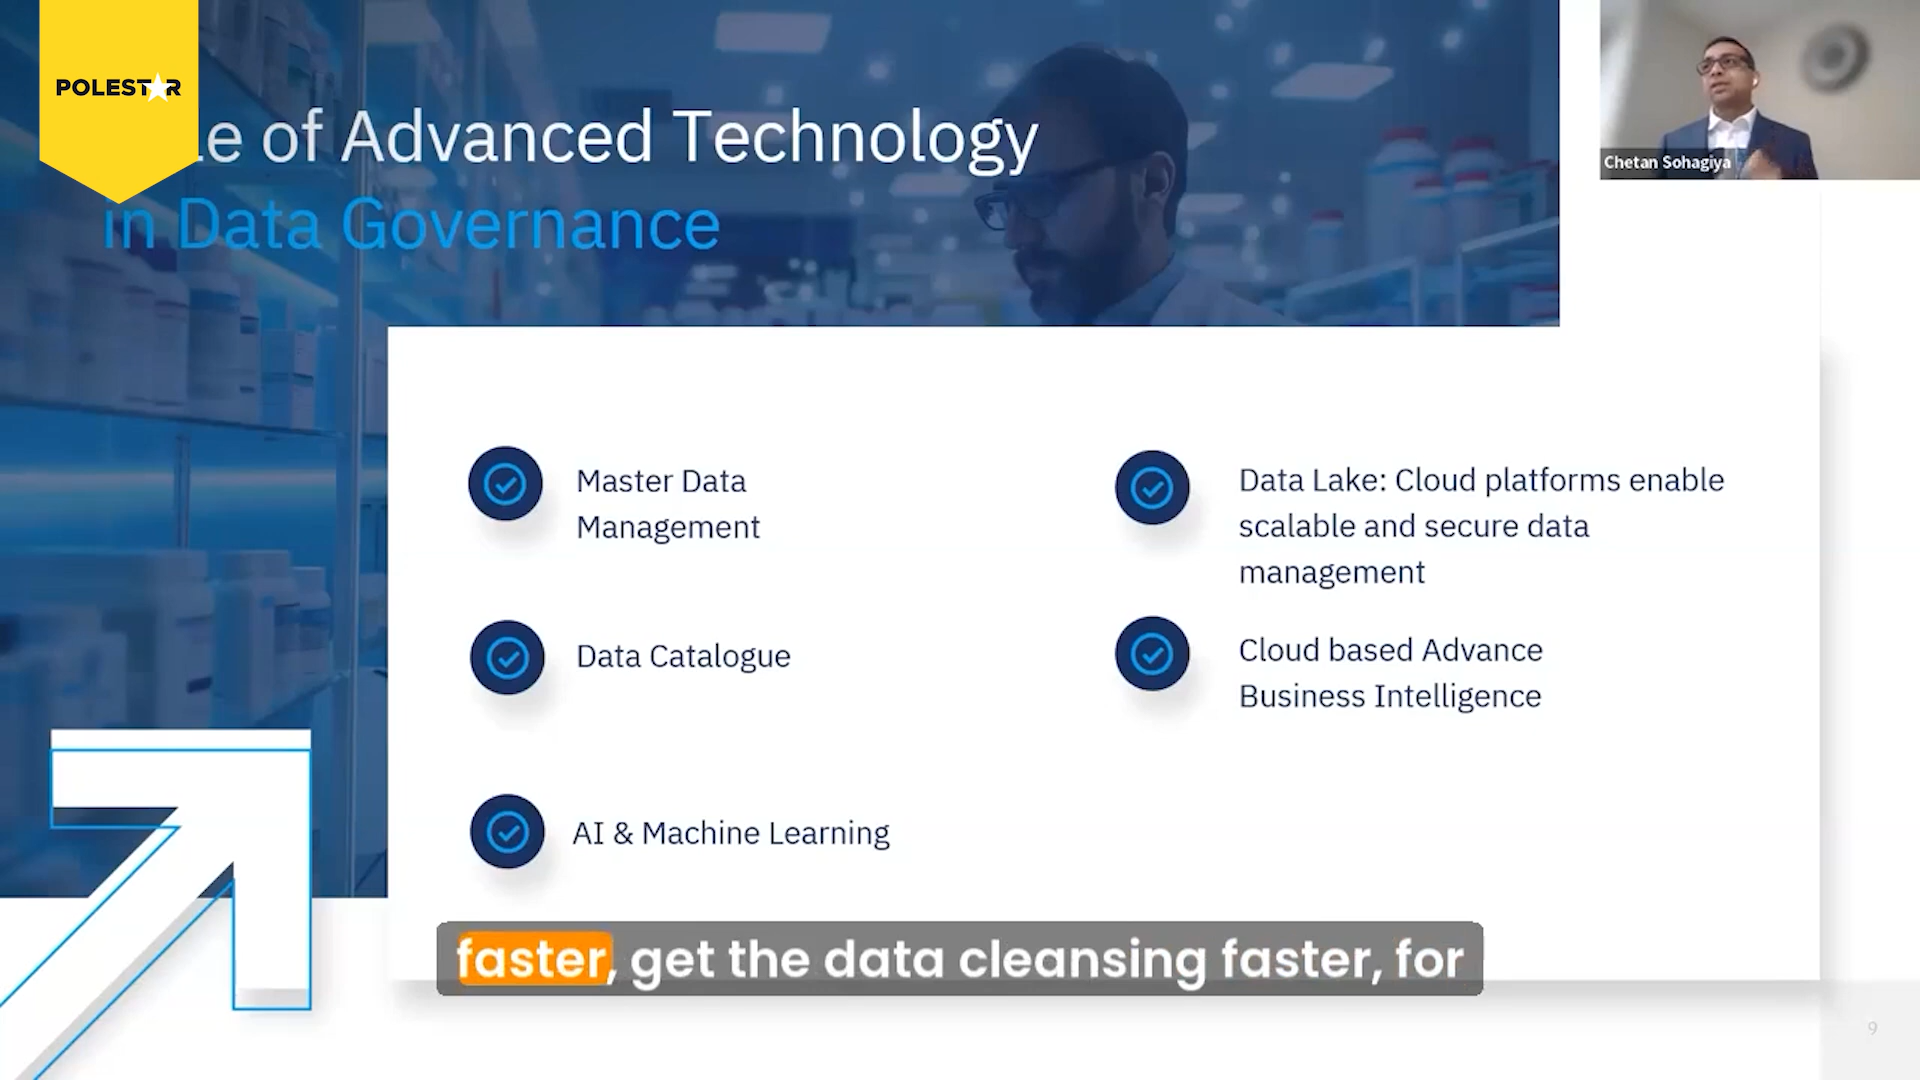 POLESTAR
le of Advanced Technology
in Data Governance
Chetan Sohagiya
Master Data
Management
Data Lake: Cloud platforms enable
scalable and secure data
management
Data Catalogue
Cloud based Advance
Business Intelligence
AI & Machine Learning
faster, get the data cleansing faster, for
9